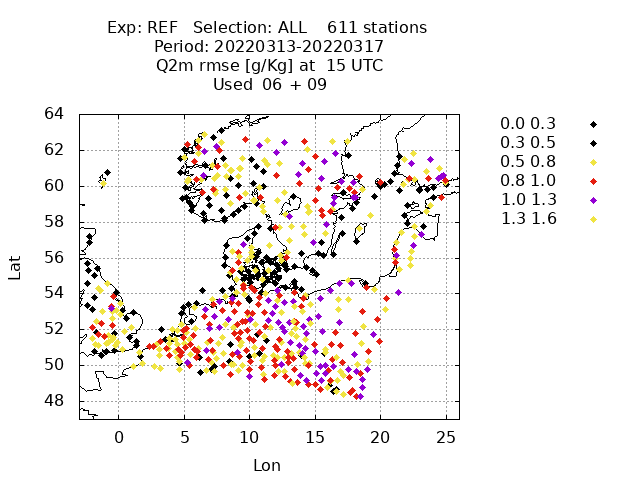 Exp: REF   Selection: ALL    611 stations
Period: 20220313-20220317
Q2m rmse [g/Kg] at  15 UTC
Used  06 + 09
64
62
60
58
56
54
52
50
48
Lat
0 5 10 15 20 25
Lon
0.0 0.3
0.3 0.5
0.5 0.8
0.8 1.0
1.0 1.3
1.3 1.6